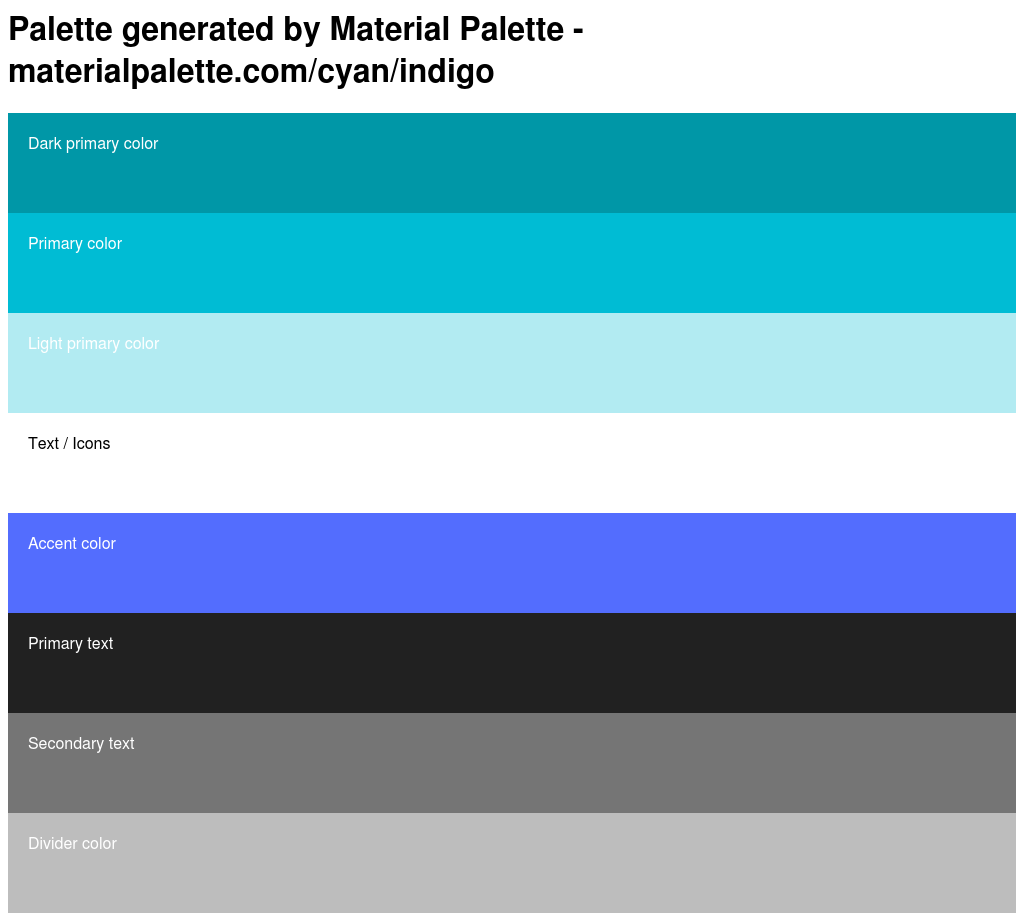 Palette generated by Material Palette -
materialpalette.com/cyan/indigo
Dark primary color
Primary color
Light primary color
Text / Icons
Accent color
Primary text
Secondary text
Divider color